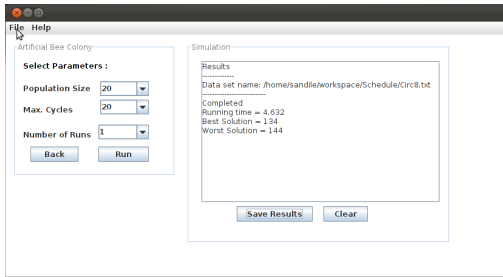 File Help
Artificial Bee Colony
Select Parameters :
Population Size 20
Max. Cycles 20
Number of Runs 1
Back Run
Simulation
Results
-------------
Data set name: /home/sandile/workspace/Schedule/Circ8.txt
--------------------------
Completed
Running time = 4.632
Best Solution = 134
Worst Solution = 144
Save Results Clear